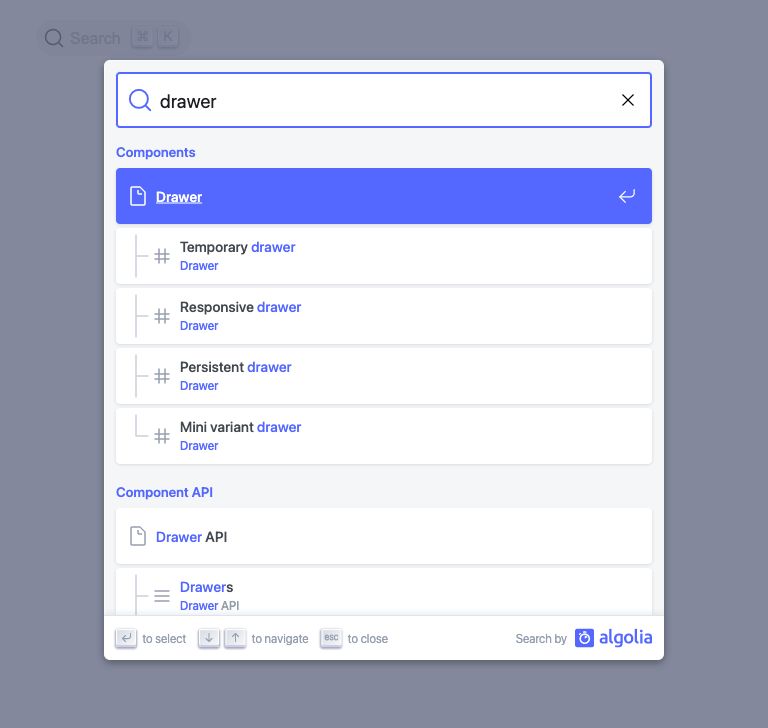 Search ⌘ K
drawer
Components
Drawer
Temporary drawer
Drawer
Responsive drawer
Drawer
Persistent drawer
Drawer
Mini variant drawer
Drawer
Component API
Drawer API
Drawers
Drawer API
to select to navigate esc to close Search by algolia